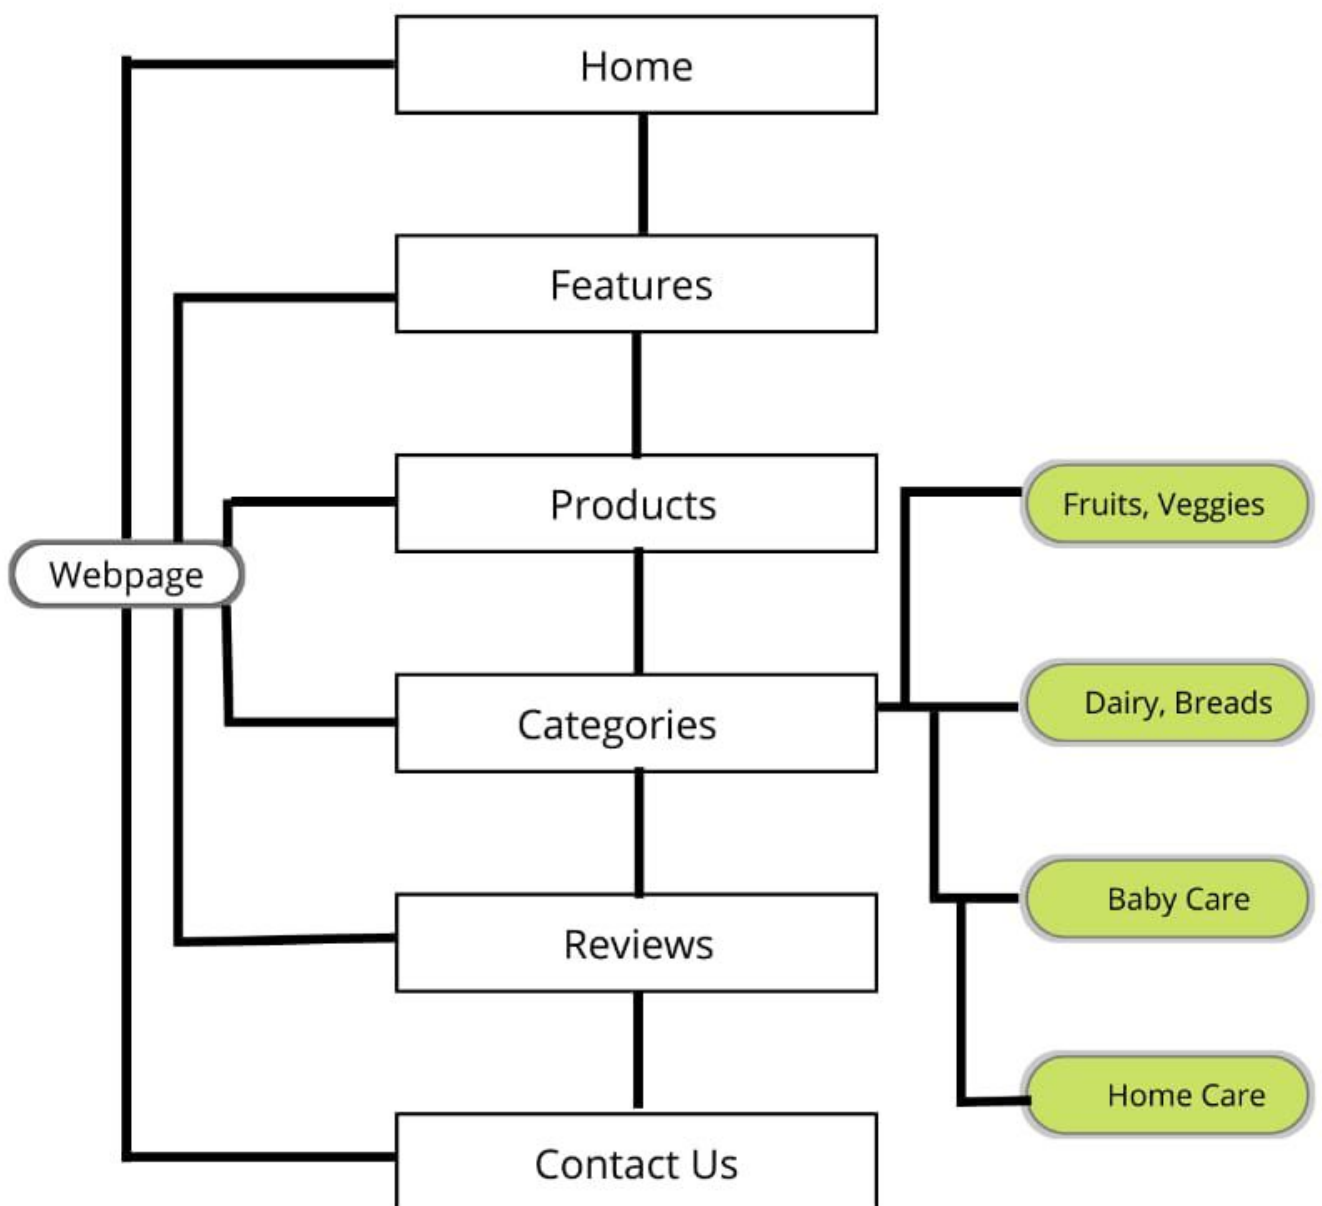 Home
Features
Products
Fruits, Veggies
Webpage
Categories
Dairy, Breads
Baby Care
Reviews
Home Care
Contact Us